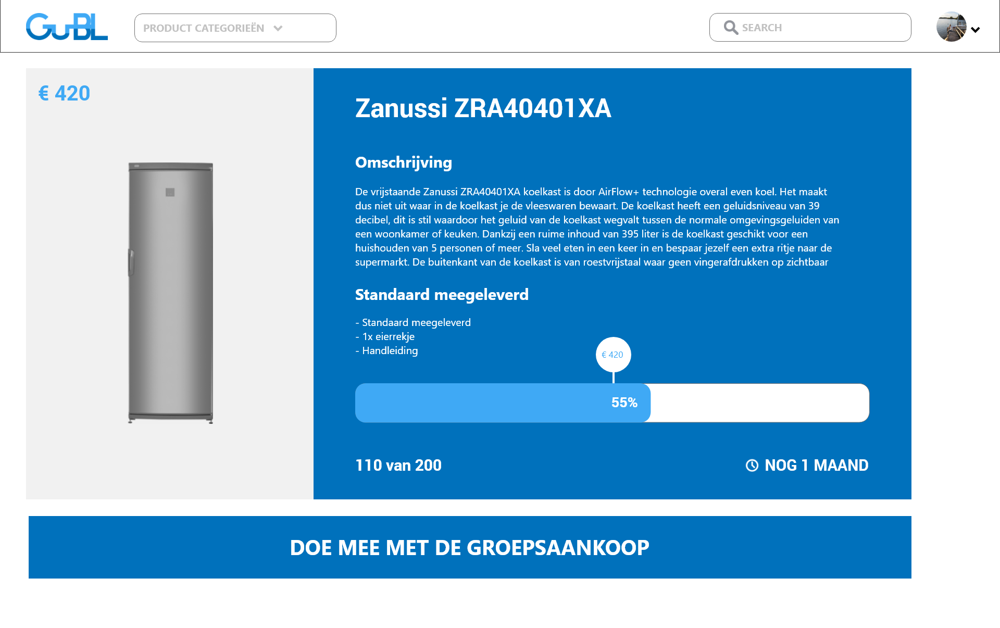 GUBL
PRODUCT CATEGORIEËN
SEARCH
€ 420
Zanussi ZRA40401XA
Omschrijving
De vrijstaande Zanussi ZRA40401XA koelkast is door AirFlow+ technologie overal even koel. Het maakt
dus niet uit waar in de koelkast je de vleeswaren bewaart. De koelkast heeft een geluidsniveau van 39
decibel, dit is stil waardoor het geluid van de koelkast wegvalt tussen de normale omgevingsgeluiden van
een woonkamer of keuken. Dankzij een ruime inhoud van 395 liter is de koelkast geschikt voor een
huishouden van 5 personen of meer. Sla veel eten in een keer in en bespaar jezelf een extra ritje naar de
supermarkt. De buitenkant van de koelkast is van roestvrijstaal waar geen vingerafdrukken op zichtbaar
Standaard meegeleverd
- Standaard meegeleverd
- 1x eierrekje
- Handleiding
€ 420
55%
110 van 200
NOG 1 MAAND
DOE MEE MET DE GROEPSAANKOOP